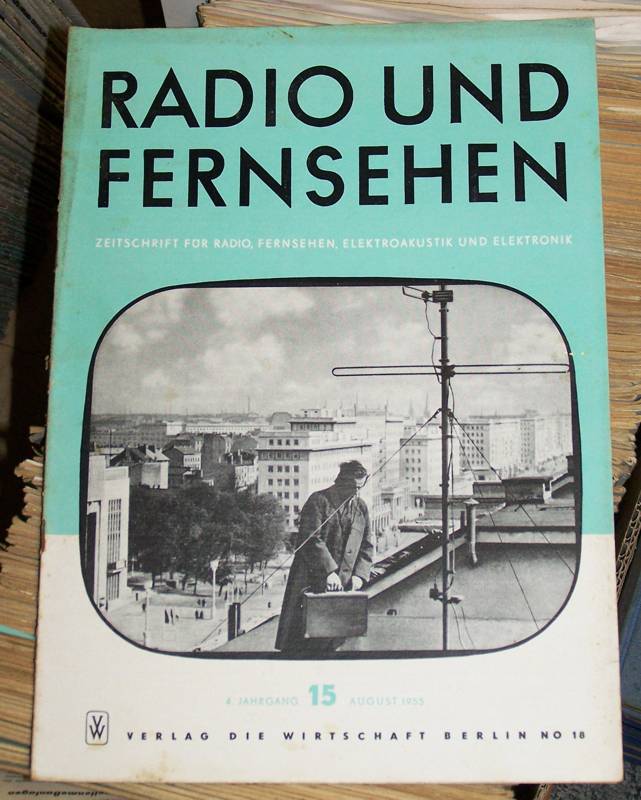 RADIO UND
FERNSEHEN
ZEITSCHRIFT FÜR RADIO, FERNSEHEN, ELEKTROAKUSTIK UND ELEKTRONIK
4. JAHRGANG 15 AUGUST 1955
VW VERLAG DIE WIRTSCHAFT BERLIN NO 18